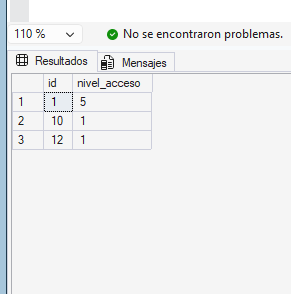 110 %
No se encontraron problemas.
Resultados Mensajes
id nivel_acceso
1 1 5
2 10 1
3 12 1